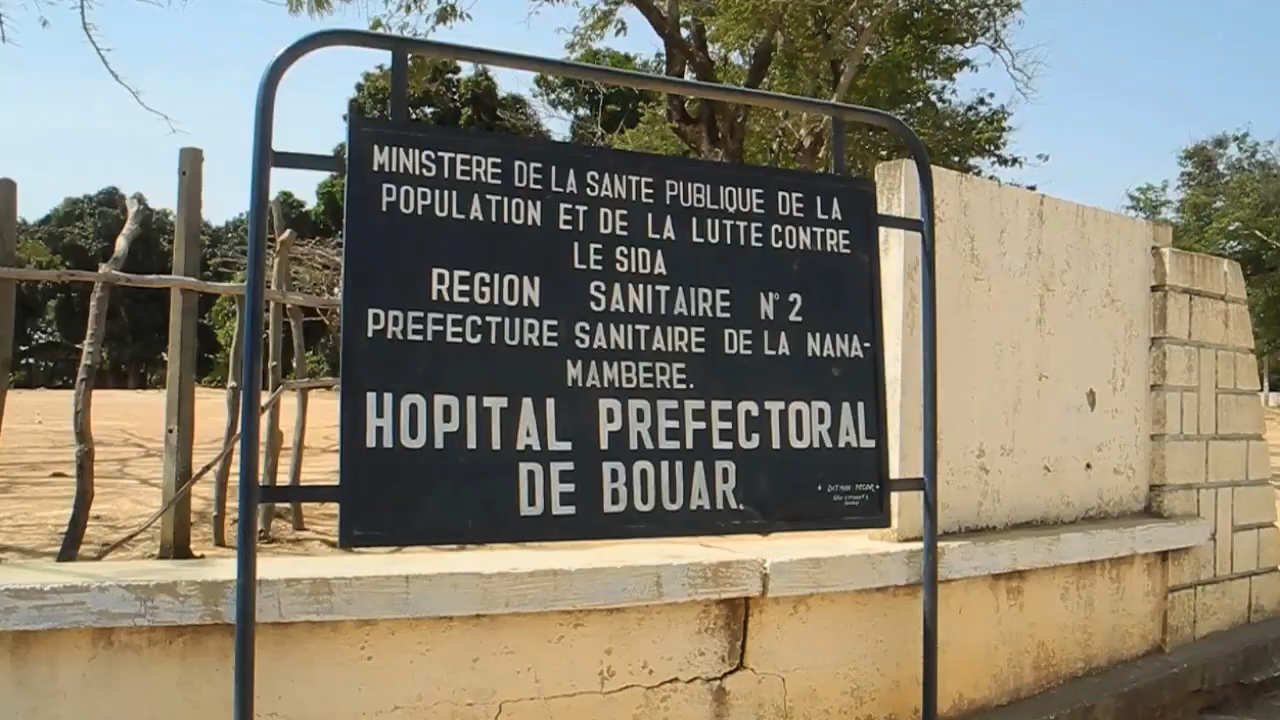 MINISTERE DE LA SANTE PUBLIQUE DE LA
POPULATION ET DE LA LUTTE CONTRE
LE SIDA
REGION SANITAIRE N° 2
PREFECTURE SANITAIRE DE LA NANA-
MAMBERE.
HOPITAL PREFECTORAL
DE BOUAR.